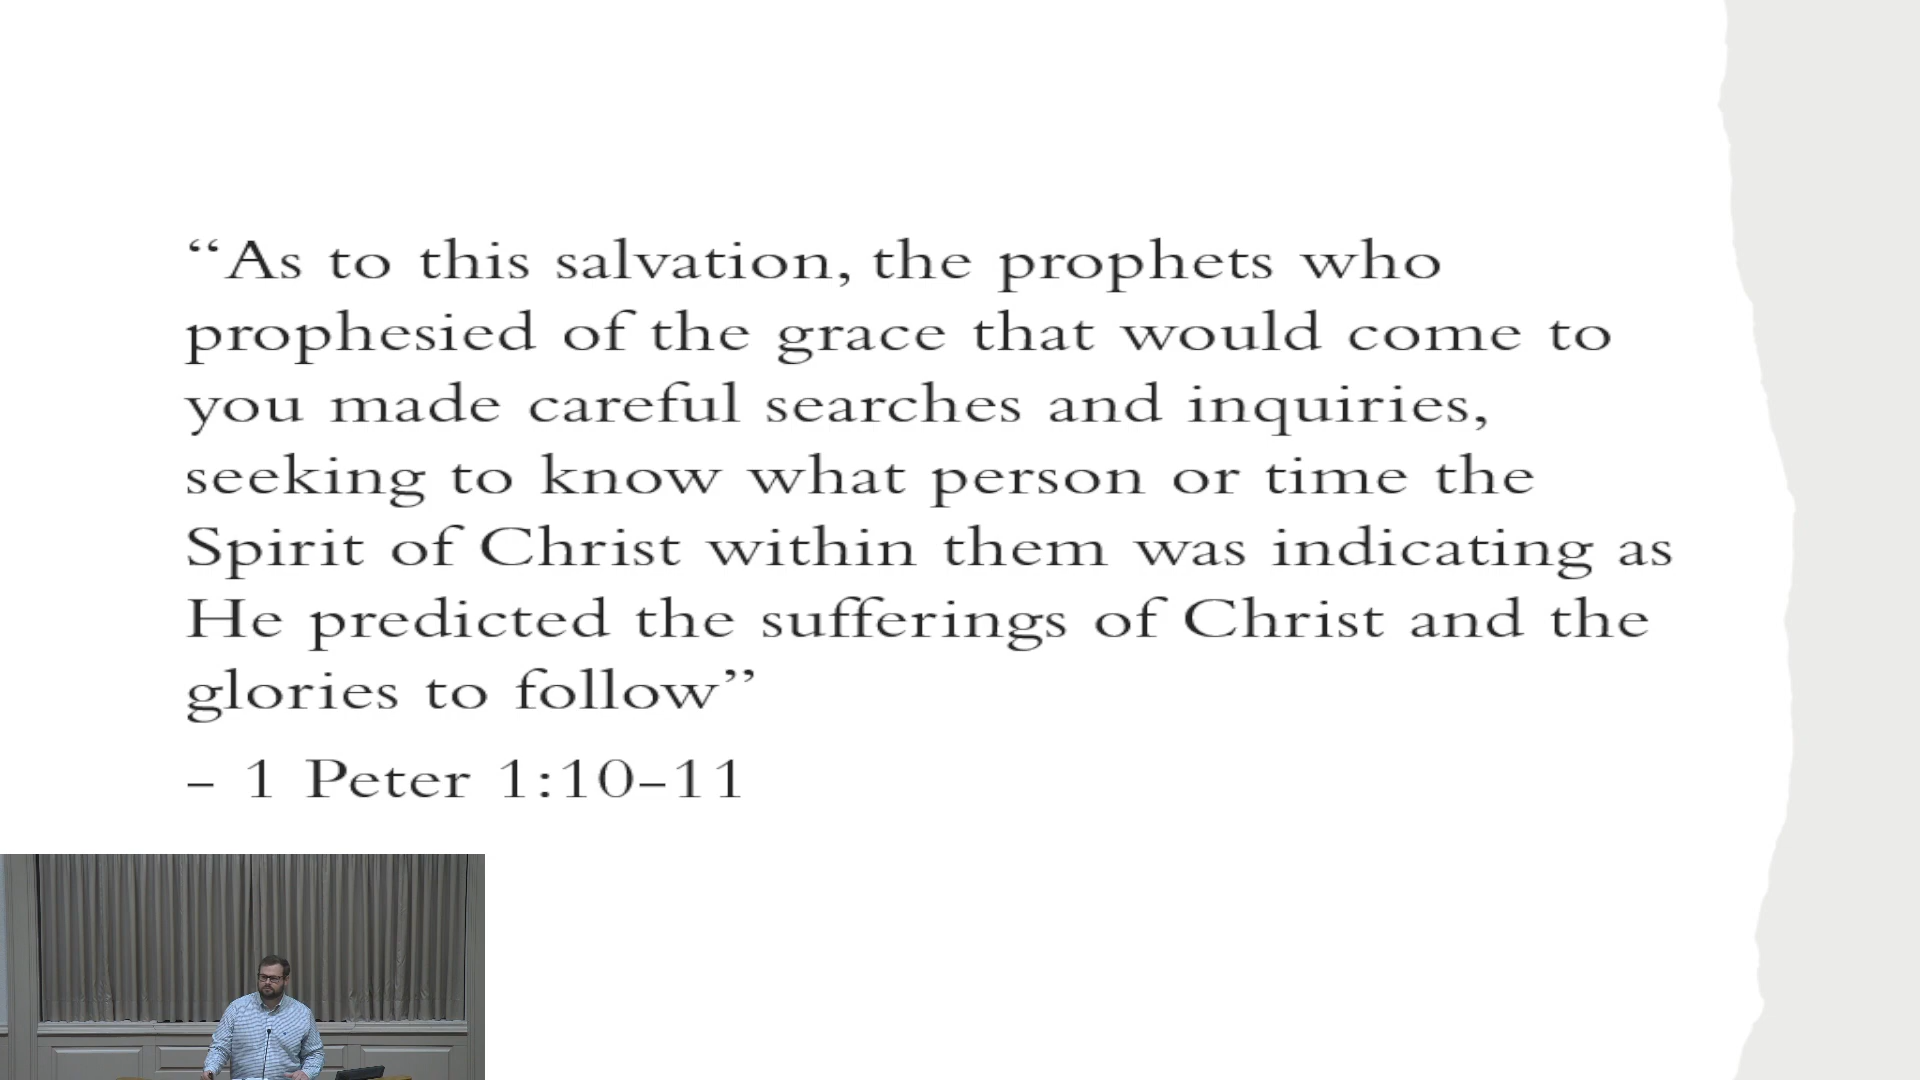 “As to this salvation, the prophets who
prophesied of the grace that would come to
you made careful searches and inquiries,
seeking to know what person or time the
Spirit of Christ within them was indicating as
He predicted the sufferings of Christ and the
glories to follow”
– 1 Peter 1:10–11